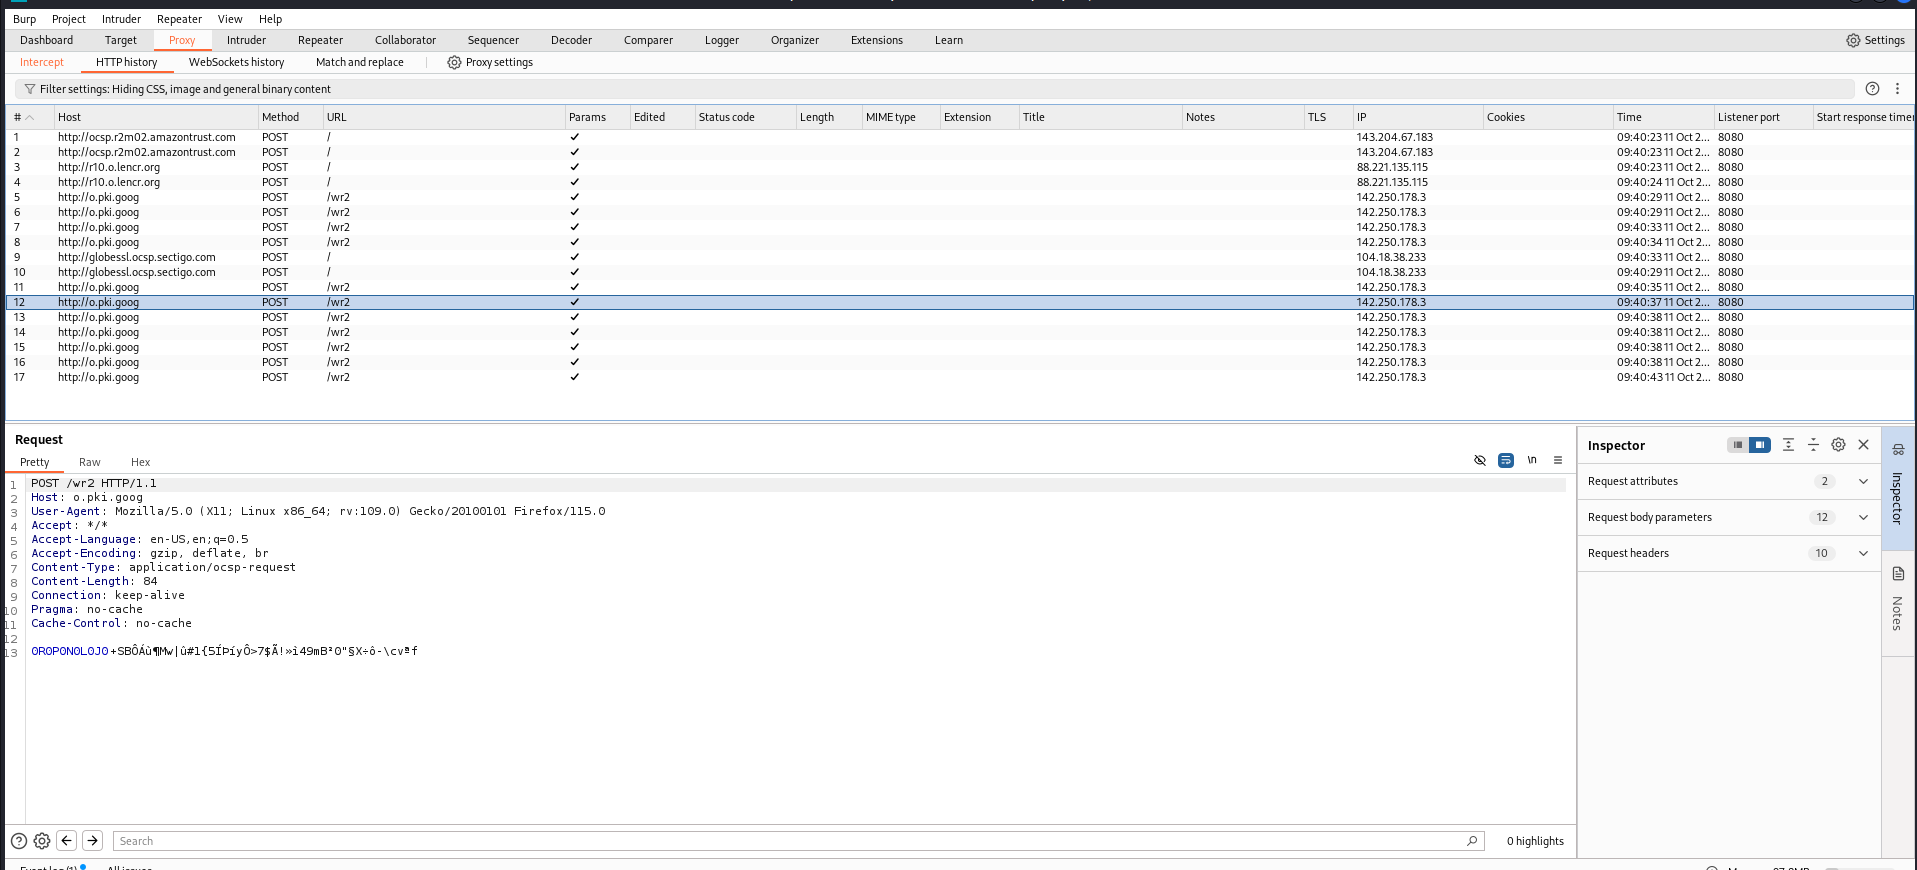 Burp Project Intruder Repeater View Help
Dashboard Target Proxy Intruder Repeater Collaborator Sequencer Decoder Comparer Logger Organizer Extensions Learn Settings
Intercept HTTP history WebSockets history Match and replace Proxy settings
Filter settings: Hiding CSS, image and general binary content
# Host Method URL Params Edited Status code Length MIME type Extension Title Notes TLS IP Cookies Time Listener port Start response timer
1 http://ocsp.r2m02.amazontrust.com POST / ✓ 143.204.67.183 09:40:23 11 Oct 2... 8080
2 http://ocsp.r2m02.amazontrust.com POST / ✓ 143.204.67.183 09:40:23 11 Oct 2... 8080
3 http://r10.o.lencr.org POST / ✓ 88.221.135.115 09:40:23 11 Oct 2... 8080
4 http://r10.o.lencr.org POST / ✓ 88.221.135.115 09:40:24 11 Oct 2... 8080
5 http://o.pki.goog POST /wr2 ✓ 142.250.178.3 09:40:29 11 Oct 2... 8080
6 http://o.pki.goog POST /wr2 ✓ 142.250.178.3 09:40:29 11 Oct 2... 8080
7 http://o.pki.goog POST /wr2 ✓ 142.250.178.3 09:40:33 11 Oct 2... 8080
8 http://o.pki.goog POST /wr2 ✓ 142.250.178.3 09:40:34 11 Oct 2... 8080
9 http://globessl.ocsp.sectigo.com POST / ✓ 104.18.38.233 09:40:33 11 Oct 2... 8080
10 http://globessl.ocsp.sectigo.com POST / ✓ 104.18.38.233 09:40:29 11 Oct 2... 8080
11 http://o.pki.goog POST /wr2 ✓ 142.250.178.3 09:40:35 11 Oct 2... 8080
12 http://o.pki.goog POST /wr2 ✓ 142.250.178.3 09:40:37 11 Oct 2... 8080
13 http://o.pki.goog POST /wr2 ✓ 142.250.178.3 09:40:38 11 Oct 2... 8080
14 http://o.pki.goog POST /wr2 ✓ 142.250.178.3 09:40:38 11 Oct 2... 8080
15 http://o.pki.goog POST /wr2 ✓ 142.250.178.3 09:40:38 11 Oct 2... 8080
16 http://o.pki.goog POST /wr2 ✓ 142.250.178.3 09:40:38 11 Oct 2... 8080
17 http://o.pki.goog POST /wr2 ✓ 142.250.178.3 09:40:43 11 Oct 2... 8080
Request
Pretty Raw Hex \n
1 POST /wr2 HTTP/1.1
2 Host: o.pki.goog
3 User-Agent: Mozilla/5.0 (X11; Linux x86_64; rv:109.0) Gecko/20100101 Firefox/115.0
4 Accept: */*
5 Accept-Language: en-US,en;q=0.5
6 Accept-Encoding: gzip, deflate, br
7 Content-Type: application/ocsp-request
8 Content-Length: 84
9 Connection: keep-alive
10 Pragma: no-cache
11 Cache-Control: no-cache
12
13 0R0P0N0L0J0+SBÔÁù¶Mw|û#l{5ÍÞíyÔ>7$Ã!»ì49mB²0"§X÷ô-\cvªf
Inspector
Request attributes 2
Request body parameters 12
Request headers 10
Inspector
Notes
Search
0 highlights